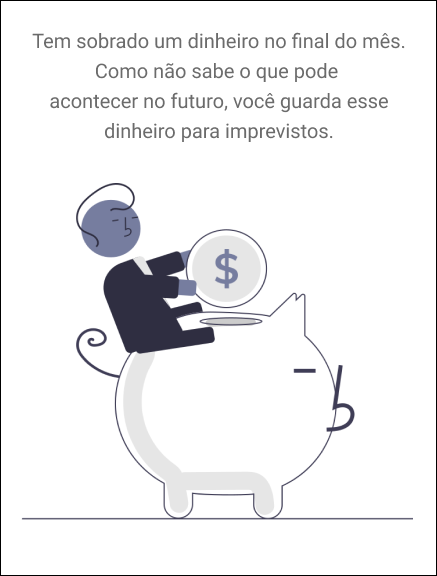 Tem sobrado um dinheiro no final do mês.
Como não sabe o que pode
acontecer no futuro, você guarda esse
dinheiro para imprevistos.
$